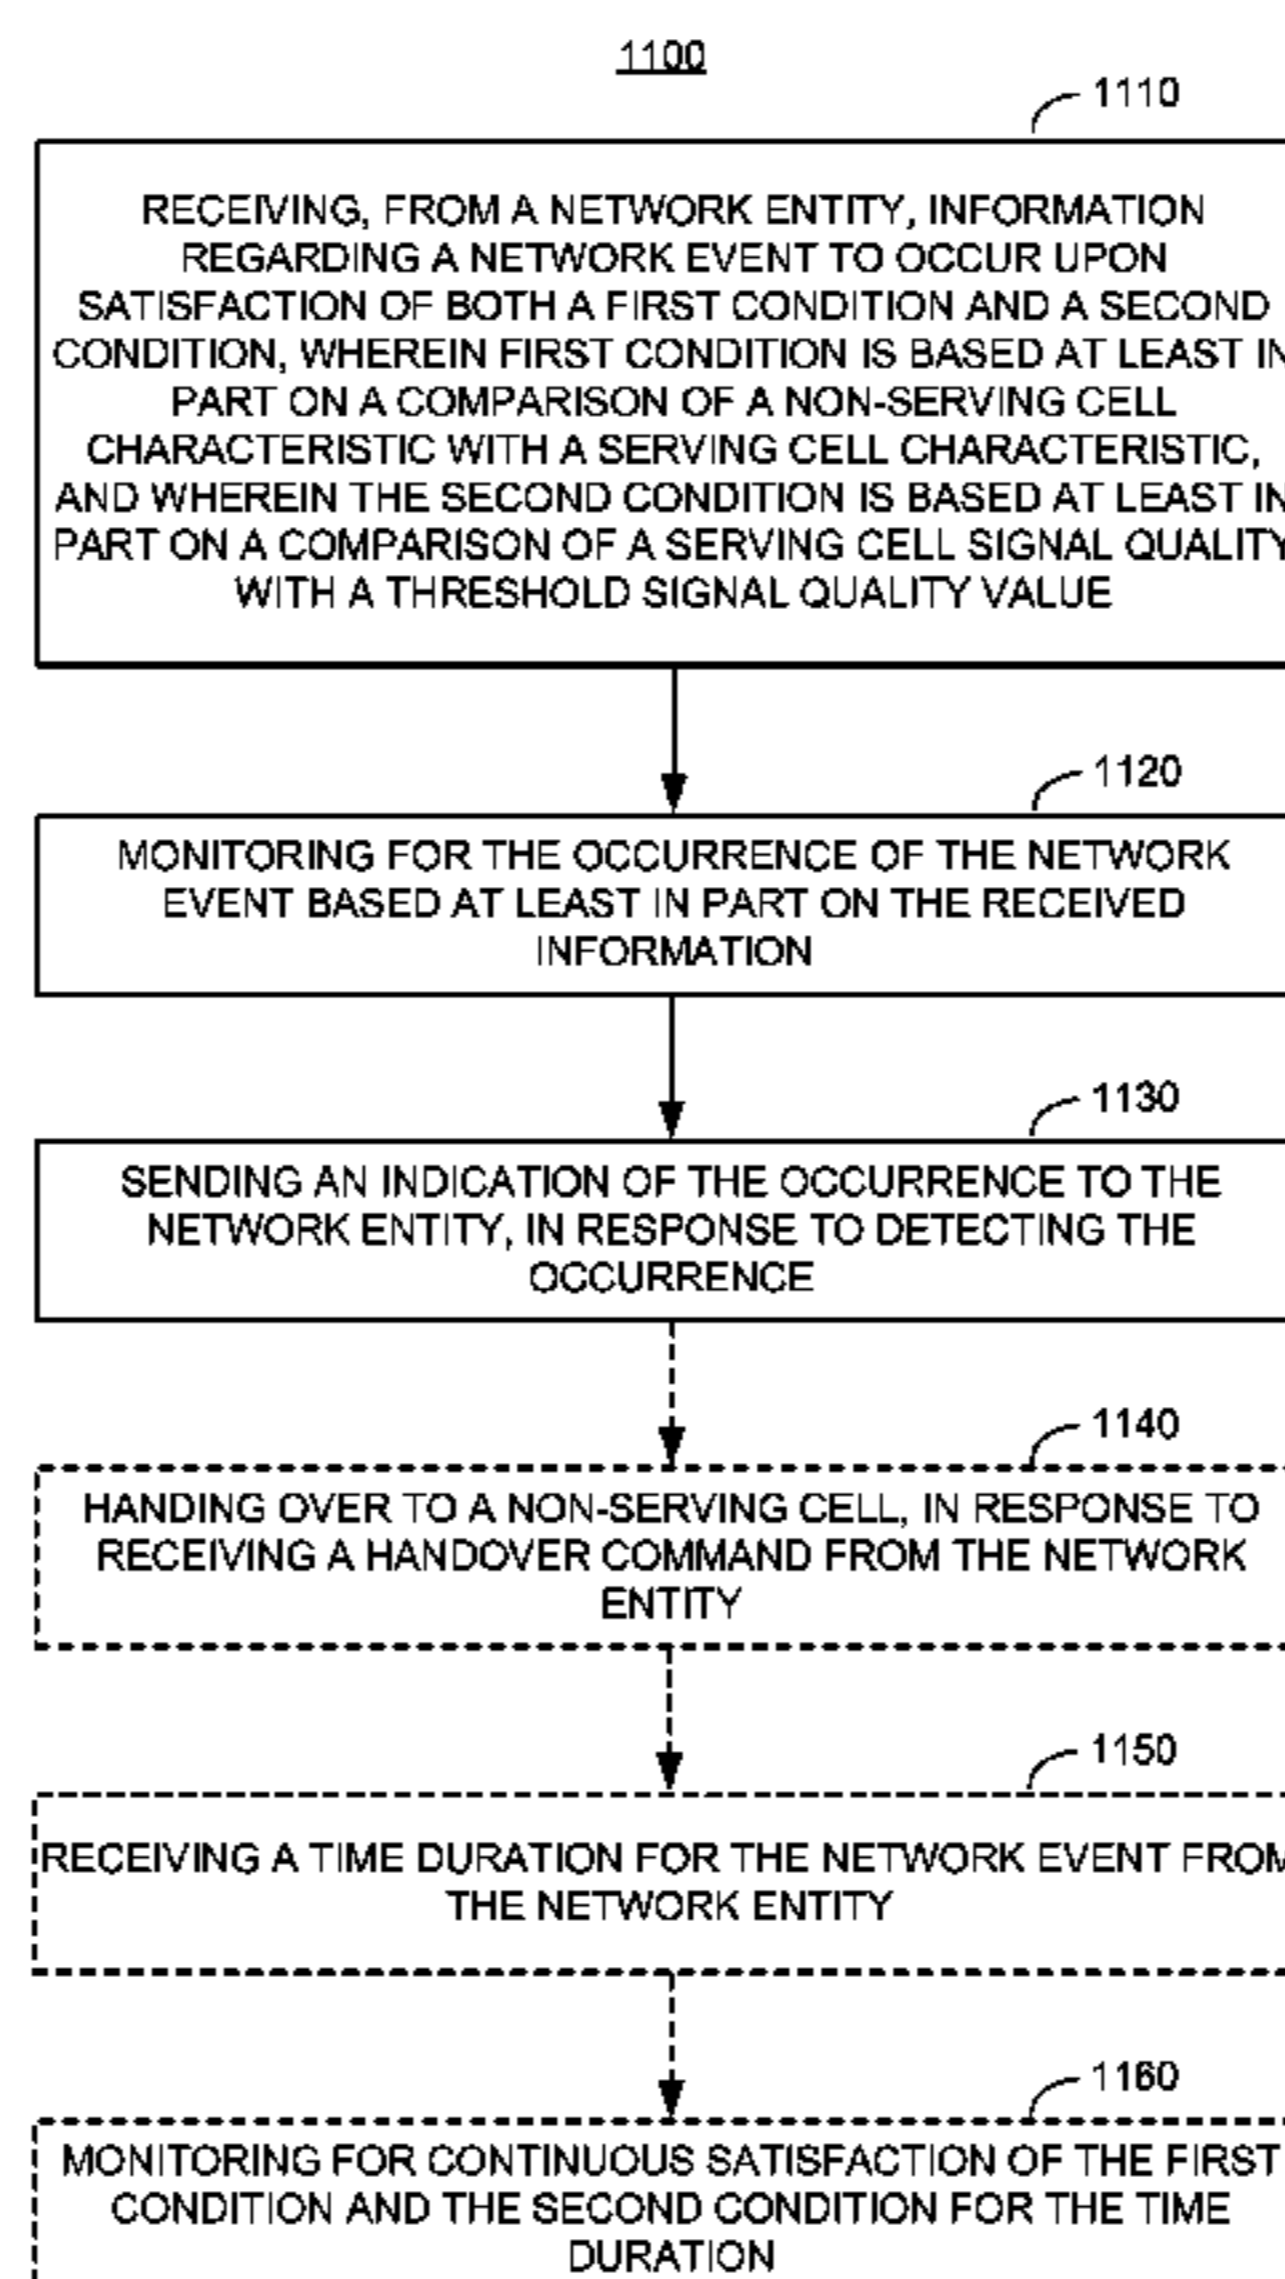 1100
1110
RECEIVING, FROM A NETWORK ENTITY, INFORMATION
REGARDING A NETWORK EVENT TO OCCUR UPON
SATISFACTION OF BOTH A FIRST CONDITION AND A SECOND
CONDITION, WHEREIN FIRST CONDITION IS BASED AT LEAST IN
PART ON A COMPARISON OF A NON-SERVING CELL
CHARACTERISTIC WITH A SERVING CELL CHARACTERISTIC,
AND WHEREIN THE SECOND CONDITION IS BASED AT LEAST IN
PART ON A COMPARISON OF A SERVING CELL SIGNAL QUALITY
WITH A THRESHOLD SIGNAL QUALITY VALUE
1120
MONITORING FOR THE OCCURRENCE OF THE NETWORK
EVENT BASED AT LEAST IN PART ON THE RECEIVED
INFORMATION
1130
SENDING AN INDICATION OF THE OCCURRENCE TO THE
NETWORK ENTITY, IN RESPONSE TO DETECTING THE
OCCURRENCE
1140
HANDING OVER TO A NON-SERVING CELL, IN RESPONSE TO
RECEIVING A HANDOVER COMMAND FROM THE NETWORK
ENTITY
1150
RECEIVING A TIME DURATION FOR THE NETWORK EVENT FROM
THE NETWORK ENTITY
1160
MONITORING FOR CONTINUOUS SATISFACTION OF THE FIRST
CONDITION AND THE SECOND CONDITION FOR THE TIME
DURATION